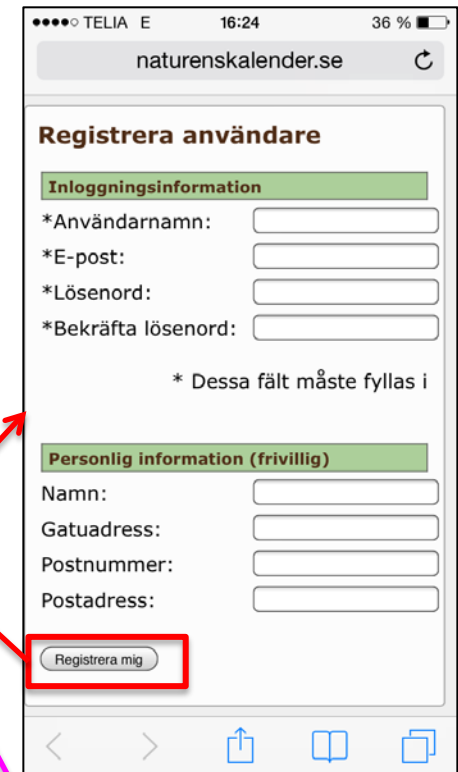 TELIA E 16:24 36 %
naturenskalender.se
Registrera användare
Inloggningsinformation
*Användarnamn:
*E-post:
*Lösenord:
*Bekräfta lösenord:
* Dessa fält måste fyllas i
Personlig information (frivillig)
Namn:
Gatuadress:
Postnummer:
Postadress:
Registrera mig